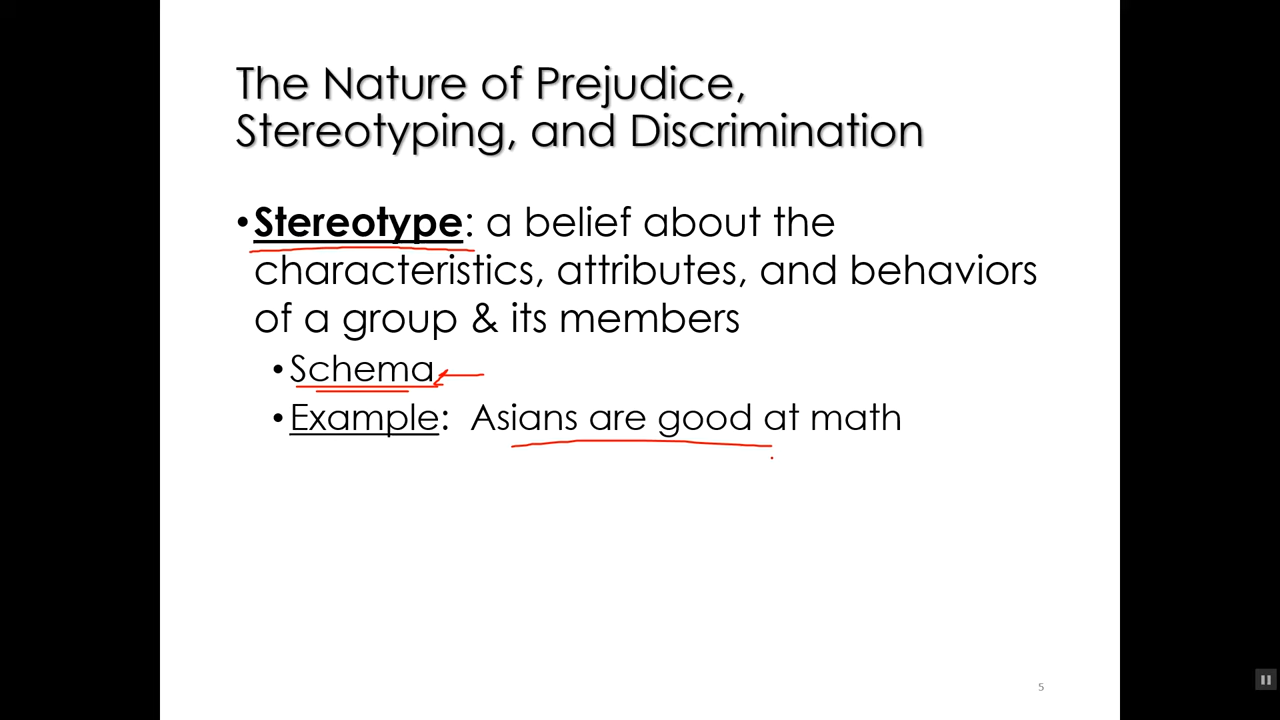 The Nature of Prejudice,
Stereotyping, and Discrimination
•Stereotype: a belief about the
characteristics, attributes, and behaviors
of a group & its members
•Schema
•Example: Asians are good at math
5